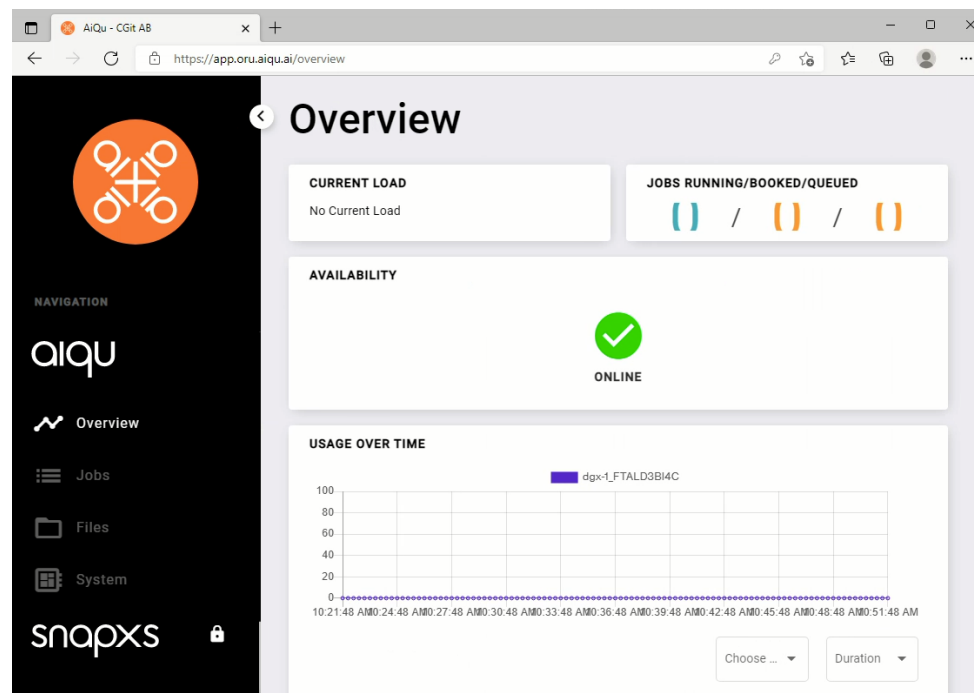 AiQu - CGit AB
https://app.oru.aiqu.ai/overview
Overview
CURRENT LOAD
No Current Load
JOBS RUNNING/BOOKED/QUEUED
() / () / ()
AVAILABILITY
ONLINE
NAVIGATION
aiqu
Overview
Jobs
Files
System
snapxs
USAGE OVER TIME
dgx-1_FTALD3BI4C
100
80
60
40
20
0
10:21:48 AM 10:24:48 AM 10:27:48 AM 10:30:48 AM 10:33:48 AM 10:36:48 AM 10:39:48 AM 10:42:48 AM 10:45:48 AM 10:48:48 AM 10:51:48 AM
Choose ... Duration